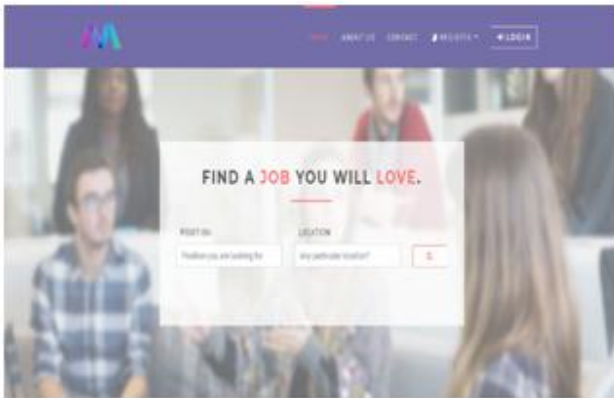 HOME ABOUT US CONTACT REGISTER LOGIN
FIND A JOB YOU WILL LOVE.
POSITION LOCATION
Position you are looking for Any particular location?